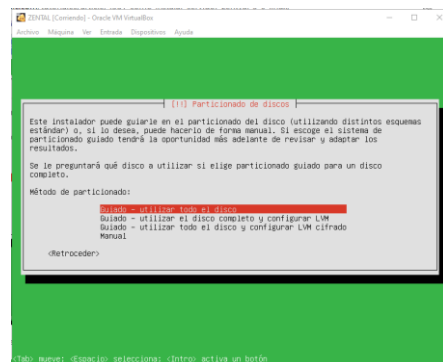 ZENTAL [Corriendo] - Oracle VM VirtualBox
Archivo Máquina Ver Entrada Dispositivos Ayuda
[!!] Particionado de discos
Este instalador puede guiarle en el particionado del disco (utilizando distintos esquemas
estándar) o, si lo desea, puede hacerlo de forma manual. Si escoge el sistema de
particionado guiado tendrá la oportunidad más adelante de revisar y adaptar los
resultados.
Se le preguntará qué disco a utilizar si elige particionado guiado para un disco
completo.
Método de particionado:
Guiado - utilizar todo el disco
Guiado - utilizar el disco completo y configurar LVM
Guiado - utilizar todo el disco y configurar LVM cifrado
Manual
<Retroceder>
<Tab> mueve; <Espacio> selecciona; <Intro> activa un botón